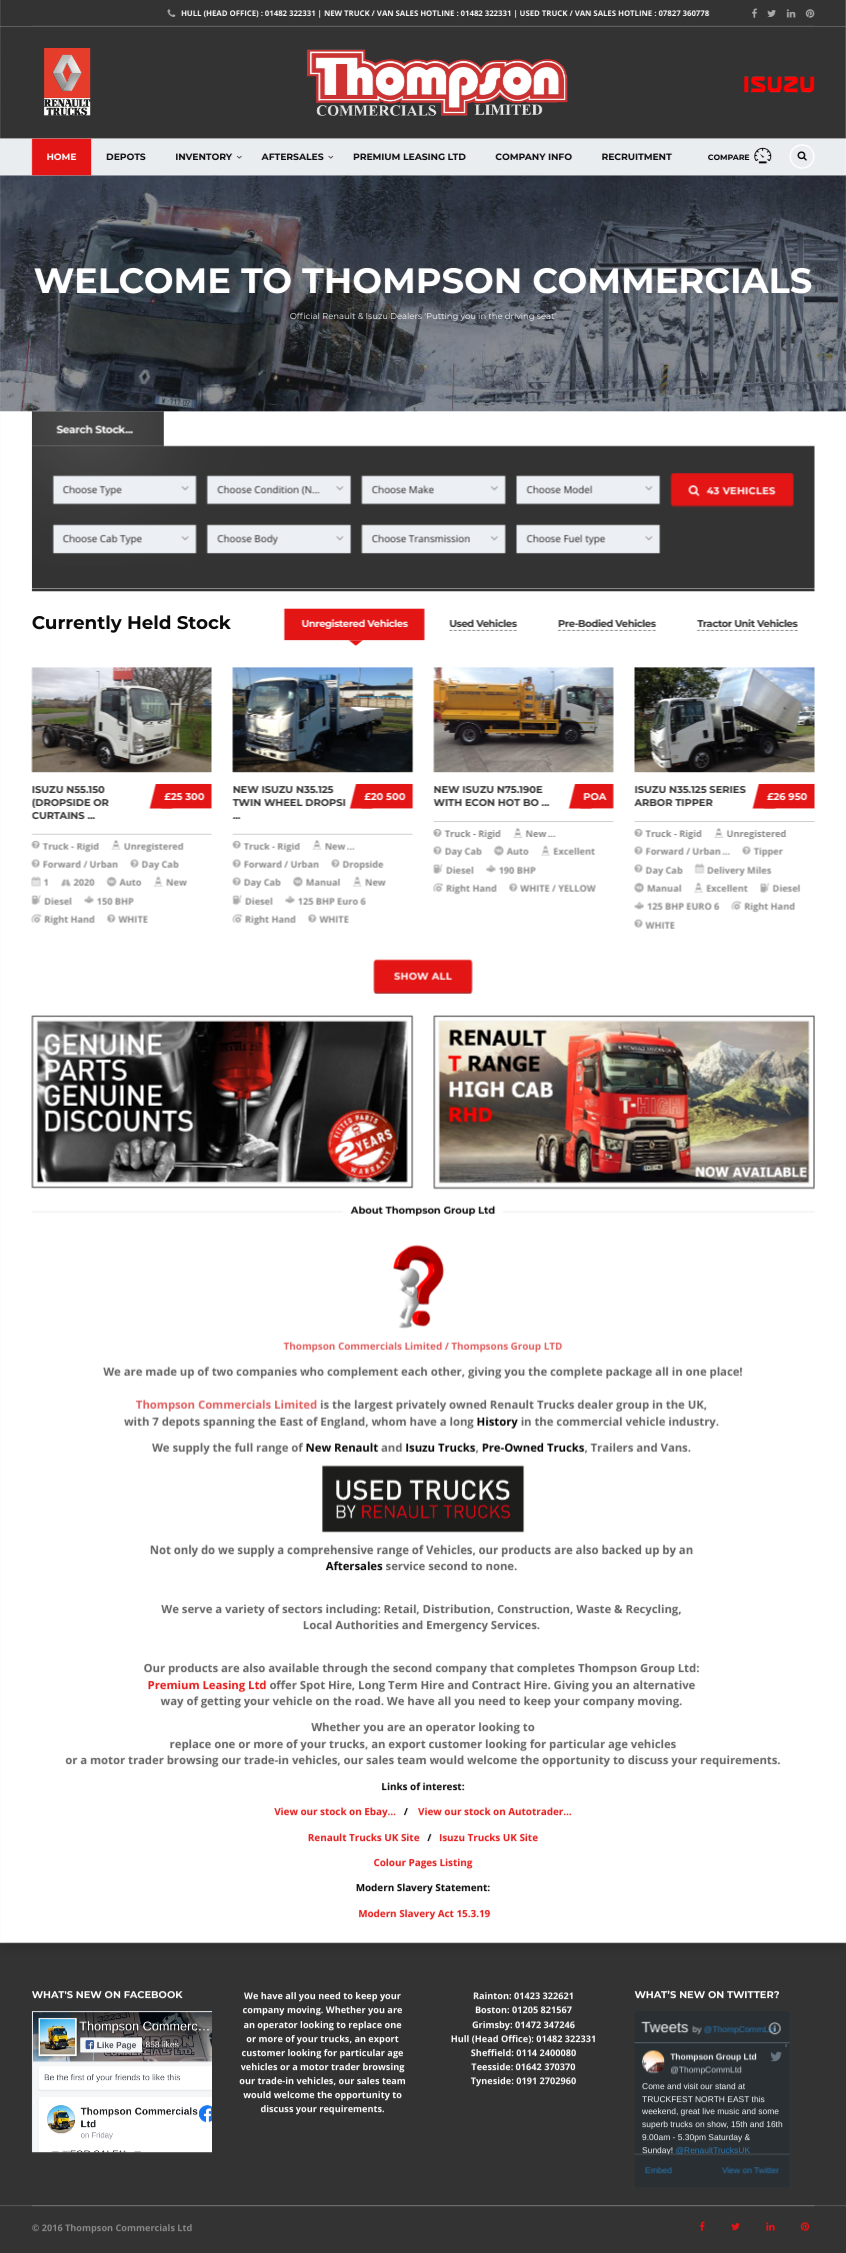 HULL (HEAD OFFICE) : 01482 322331 | NEW TRUCK / VAN SALES HOTLINE : 01482 322331 | USED TRUCK / VAN SALES HOTLINE : 07827 360778
RENAULT
TRUCKS
Thompson
COMMERCIALS LIMITED
ISUZU
HOME DEPOTS INVENTORY AFTERSALES PREMIUM LEASING LTD COMPANY INFO RECRUITMENT COMPARE
WELCOME TO THOMPSON COMMERCIALS
Official Renault & Isuzu Dealers 'Putting you in the driving seat'
Search Stock...
Choose Type Choose Condition (N... Choose Make Choose Model 43 VEHICLES
Choose Cab Type Choose Body Choose Transmission Choose Fuel type
Currently Held Stock
Unregistered Vehicles Used Vehicles Pre-Bodied Vehicles Tractor Unit Vehicles
ISUZU N55.150
(DROPSIDE OR
CURTAINS ...
£25 300
Truck - Rigid Unregistered
Forward / Urban Day Cab
1 2020 Auto New
Diesel 150 BHP
Right Hand WHITE
NEW ISUZU N35.125
TWIN WHEEL DROPSI
...
£20 500
Truck - Rigid New ...
Forward / Urban Dropside
Day Cab Manual New
Diesel 125 BHP Euro 6
Right Hand WHITE
NEW ISUZU N75.190E
WITH ECON HOT BO ...
POA
Truck - Rigid New ...
Day Cab Auto Excellent
Diesel 190 BHP
Right Hand WHITE / YELLOW
ISUZU N35.125 SERIES
ARBOR TIPPER
£26 950
Truck - Rigid Unregistered
Forward / Urban ... Tipper
Day Cab Delivery Miles
Manual Excellent Diesel
125 BHP EURO 6 Right Hand
WHITE
SHOW ALL
GENUINE
PARTS
GENUINE
DISCOUNTS
FITTED PARTS
2 YEARS
WARRANTY
RENAULT
T RANGE
HIGH CAB
RHD
T-HIGH
NOW AVAILABLE
About Thompson Group Ltd
Thompson Commercials Limited / Thompsons Group LTD
We are made up of two companies who complement each other, giving you the complete package all in one place!
Thompson Commercials Limited is the largest privately owned Renault Trucks dealer group in the UK,
with 7 depots spanning the East of England, whom have a long History in the commercial vehicle industry.
We supply the full range of New Renault and Isuzu Trucks, Pre-Owned Trucks, Trailers and Vans.
USED TRUCKS
BY RENAULT TRUCKS
Not only do we supply a comprehensive range of Vehicles, our products are also backed up by an
Aftersales service second to none.
We serve a variety of sectors including: Retail, Distribution, Construction, Waste & Recycling,
Local Authorities and Emergency Services.
Our products are also available through the second company that completes Thompson Group Ltd:
Premium Leasing Ltd offer Spot Hire, Long Term Hire and Contract Hire. Giving you an alternative
way of getting your vehicle on the road. We have all you need to keep your company moving.
Whether you are an operator looking to
replace one or more of your trucks, an export customer looking for particular age vehicles
or a motor trader browsing our trade-in vehicles, our sales team would welcome the opportunity to discuss your requirements.
Links of interest:
View our stock on Ebay... / View our stock on Autotrader...
Renault Trucks UK Site / Isuzu Trucks UK Site
Colour Pages Listing
Modern Slavery Statement:
Modern Slavery Act 15.3.19
WHAT'S NEW ON FACEBOOK
Thompson Commerc...
Like Page 858 likes
Be the first of your friends to like this
Thompson Commercials
Ltd
on Friday
We have all you need to keep your
company moving. Whether you are
an operator looking to replace one
or more of your trucks, an export
customer looking for particular age
vehicles or a motor trader browsing
our trade-in vehicles, our sales team
would welcome the opportunity to
discuss your requirements.
Rainton: 01423 322621
Boston: 01205 821567
Grimsby: 01472 347246
Hull (Head Office): 01482 322331
Sheffield: 0114 2400080
Teesside: 01642 370370
Tyneside: 0191 2702960
WHAT'S NEW ON TWITTER?
Tweets by @ThompCommL
Thompson Group Ltd
@ThompCommLtd
Come and visit our stand at
TRUCKFEST NORTH EAST this
weekend, great live music and some
superb trucks on show, 15th and 16th
9.00am - 5.30pm Saturday &
Sunday! @RenaultTrucksUK
Embed View on Twitter
© 2016 Thompson Commercials Ltd